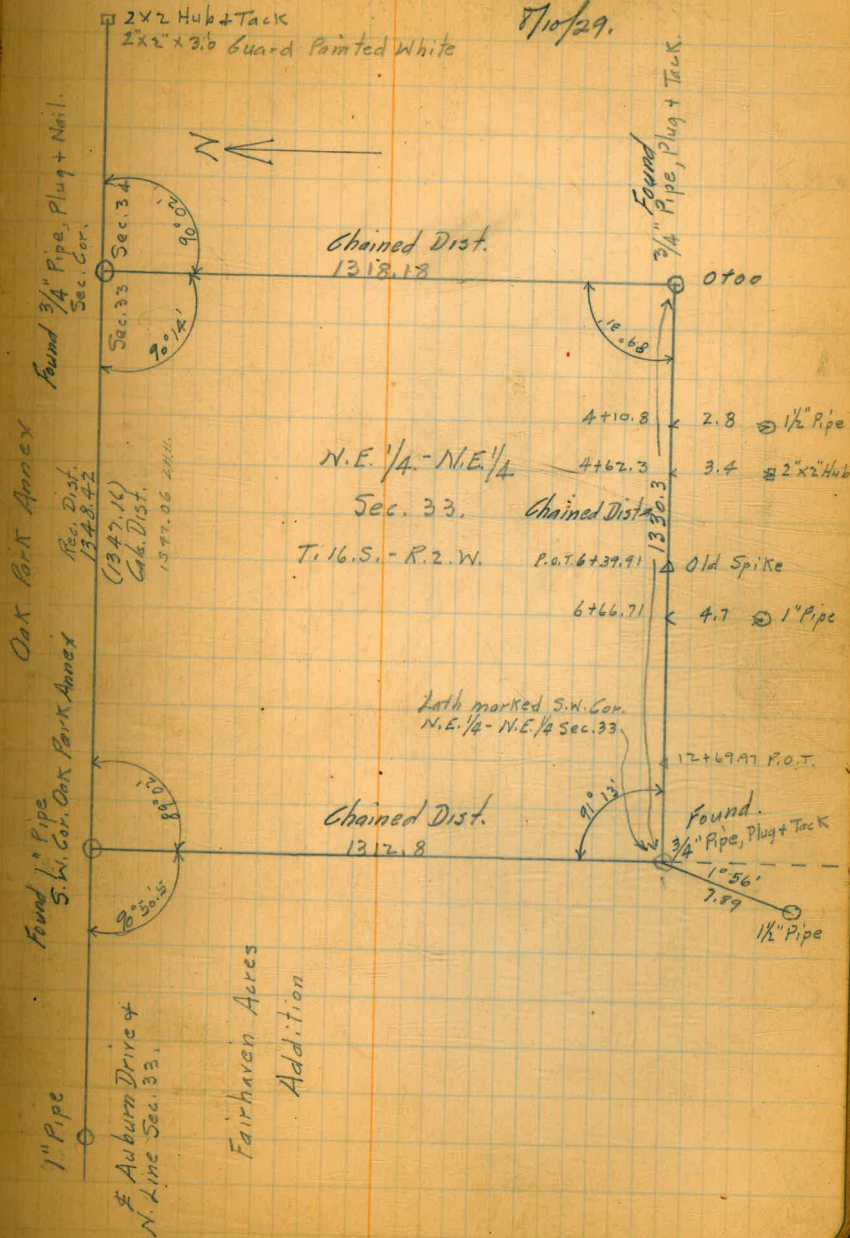 2x2 Hub + Tack
2"x2"x3.0 Guard Painted White
8/10/29.
N
Found 3/4" Pipe, Plug + Nail.
Sec. Cor.
Sec. 33 Sec. 34
90° 02'
90° 14'
Chained Dist.
1318.18
Found
3/4" Pipe, Plug + Tack.
0+00
89° 31'
4+10.8 2.8 1½" Pipe
4+62.3 3.4 2"x2" Hub
Chained Dist.
1330.3
P.O.T. 6+39.91 Old Spike
6+66.71 4.7 1" Pipe
N.E. 1/4 - N.E. 1/4
Sec. 33.
T. 16. S. - R. 2. W.
Oak Park Annex
Rec. Dist.
1348.42
(1347.16)
Calc. Dist.
Lath marked S.W. Cor.
N.E. 1/4 - N.E. 1/4 Sec. 33
12+69.97 P.O.T.
91° 13'
Found.
3/4" Pipe, Plug + Tack
1° 56'
7.89
1½" Pipe
Found 1" Pipe
S.W. Cor. Oak Park Annex
89° 02'
90° 50.5'
Chained Dist.
1312.8
Fairhaven Acres
Addition
1" Pipe
₵ Auburn Drive &
N. Line Sec. 33.